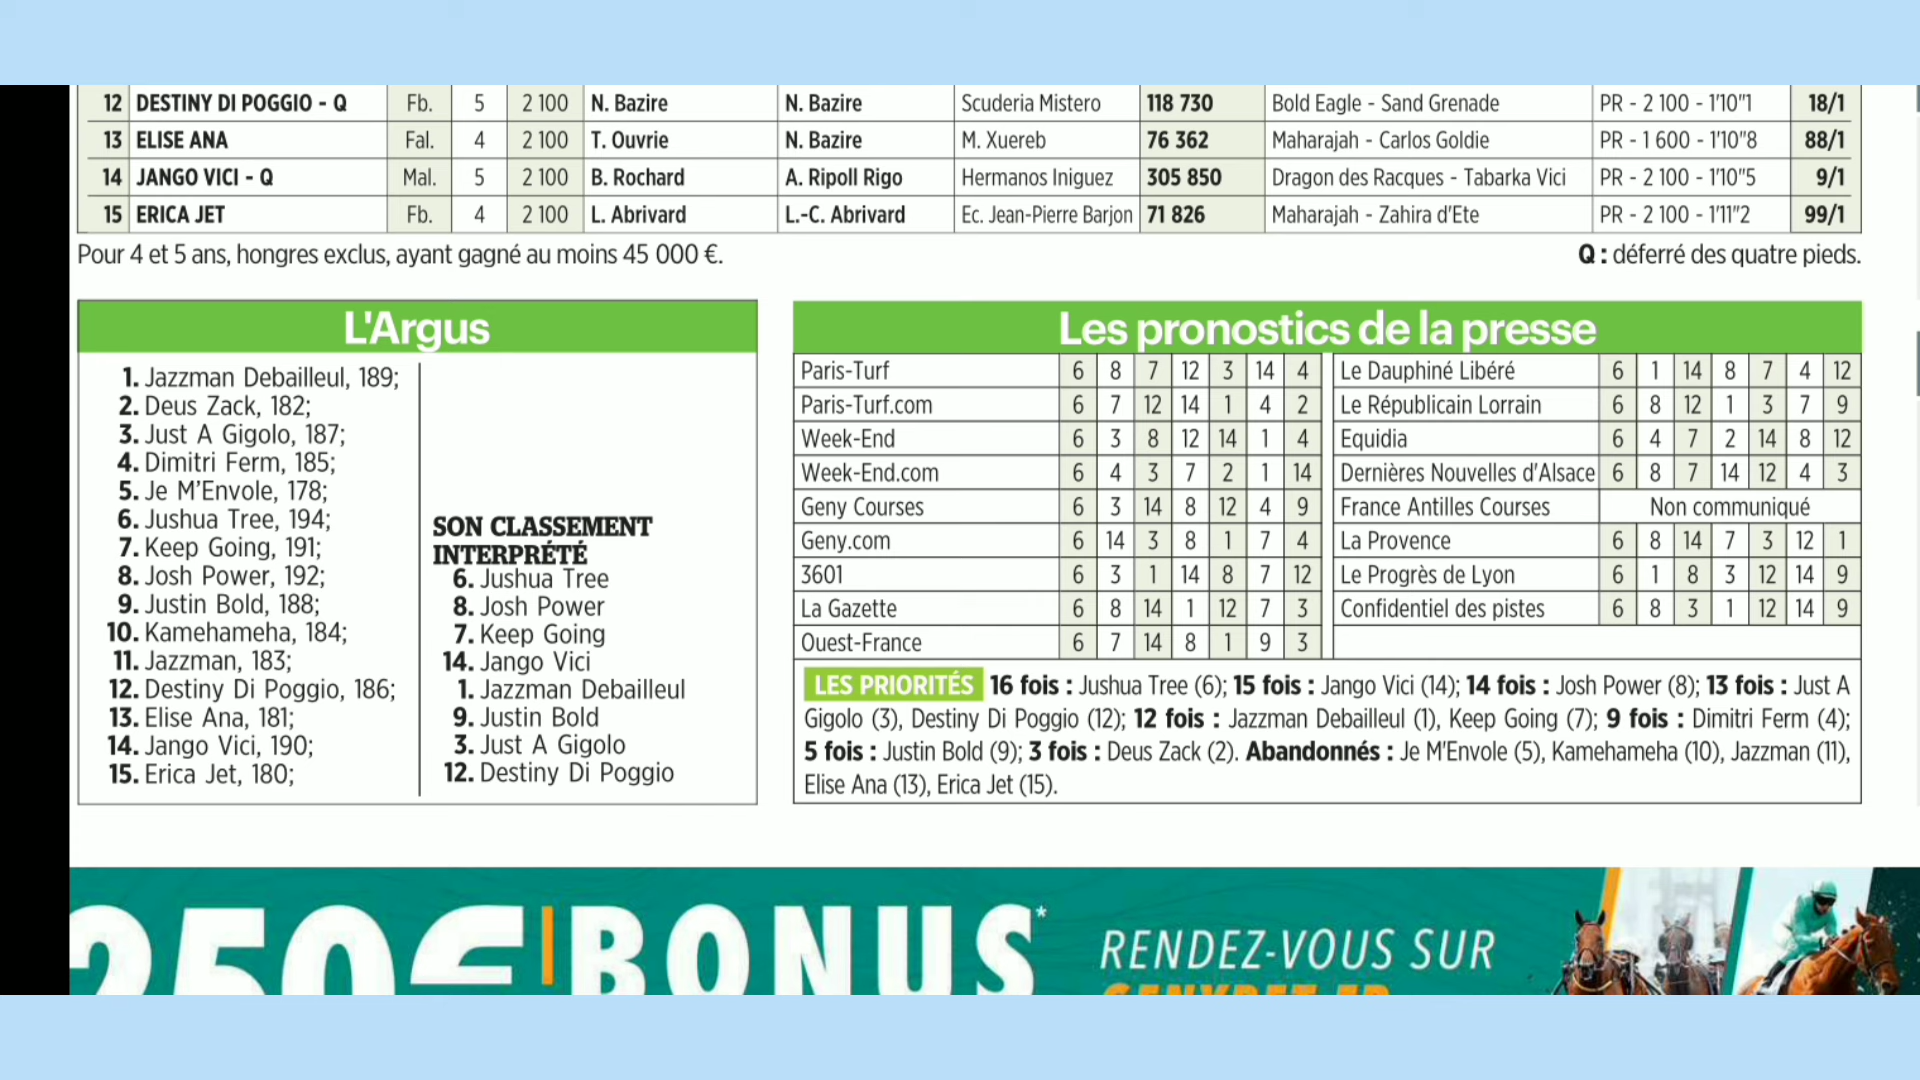 12 DESTINY DI POGGIO - Q Fb. 5 2 100 N. Bazire N. Bazire Scuderia Mistero 118 730 Bold Eagle - Sand Grenade PR - 2 100 - 1'10"1 18/1
13 ELISE ANA Fal. 4 2 100 T. Ouvrie N. Bazire M. Xuereb 76 362 Maharajah - Carlos Goldie PR - 1 600 - 1'10"8 88/1
14 JANGO VICI - Q Mal. 5 2 100 B. Rochard A. Ripoll Rigo Hermanos Iniguez 305 850 Dragon des Racques - Tabarka Vici PR - 2 100 - 1'10"5 9/1
15 ERICA JET Fb. 4 2 100 L. Abrivard L.-C. Abrivard Ec. Jean-Pierre Barjon 71 826 Maharajah - Zahira d'Ete PR - 2 100 - 1'11"2 99/1
Pour 4 et 5 ans, hongres exclus, ayant gagné au moins 45 000 €.
Q : déferré des quatre pieds.
L'Argus
1. Jazzman Debailleul, 189;
2. Deus Zack, 182;
3. Just A Gigolo, 187;
4. Dimitri Ferm, 185;
5. Je M'Envole, 178;
6. Jushua Tree, 194;
7. Keep Going, 191;
8. Josh Power, 192;
9. Justin Bold, 188;
10. Kamehameha, 184;
11. Jazzman, 183;
12. Destiny Di Poggio, 186;
13. Elise Ana, 181;
14. Jango Vici, 190;
15. Erica Jet, 180;
SON CLASSEMENT
INTERPRÉTÉ
6. Jushua Tree
8. Josh Power
7. Keep Going
14. Jango Vici
1. Jazzman Debailleul
9. Justin Bold
3. Just A Gigolo
12. Destiny Di Poggio
Les pronostics de la presse
Paris-Turf 6 8 7 12 3 14 4
Paris-Turf.com 6 7 12 14 1 4 2
Week-End 6 3 8 12 14 1 4
Week-End.com 6 4 3 7 2 1 14
Geny Courses 6 3 14 8 12 4 9
Geny.com 6 14 3 8 1 7 4
3601 6 3 1 14 8 7 12
La Gazette 6 8 14 1 12 7 3
Ouest-France 6 7 14 8 1 9 3
Le Dauphiné Libéré 6 1 14 8 7 4 12
Le Républicain Lorrain 6 8 12 1 3 7 9
Equidia 6 4 7 2 14 8 12
Dernières Nouvelles d'Alsace 6 8 7 14 12 4 3
France Antilles Courses Non communiqué
La Provence 6 8 14 7 3 12 1
Le Progrès de Lyon 6 1 8 3 12 14 9
Confidentiel des pistes 6 8 3 1 12 14 9
LES PRIORITÉS 16 fois : Jushua Tree (6); 15 fois : Jango Vici (14); 14 fois : Josh Power (8); 13 fois : Just A
Gigolo (3), Destiny Di Poggio (12); 12 fois : Jazzman Debailleul (1), Keep Going (7); 9 fois : Dimitri Ferm (4);
5 fois : Justin Bold (9); 3 fois : Deus Zack (2). Abandonnés : Je M'Envole (5), Kamehameha (10), Jazzman (11),
Elise Ana (13), Erica Jet (15).
250€ BONUS*
RENDEZ-VOUS SUR